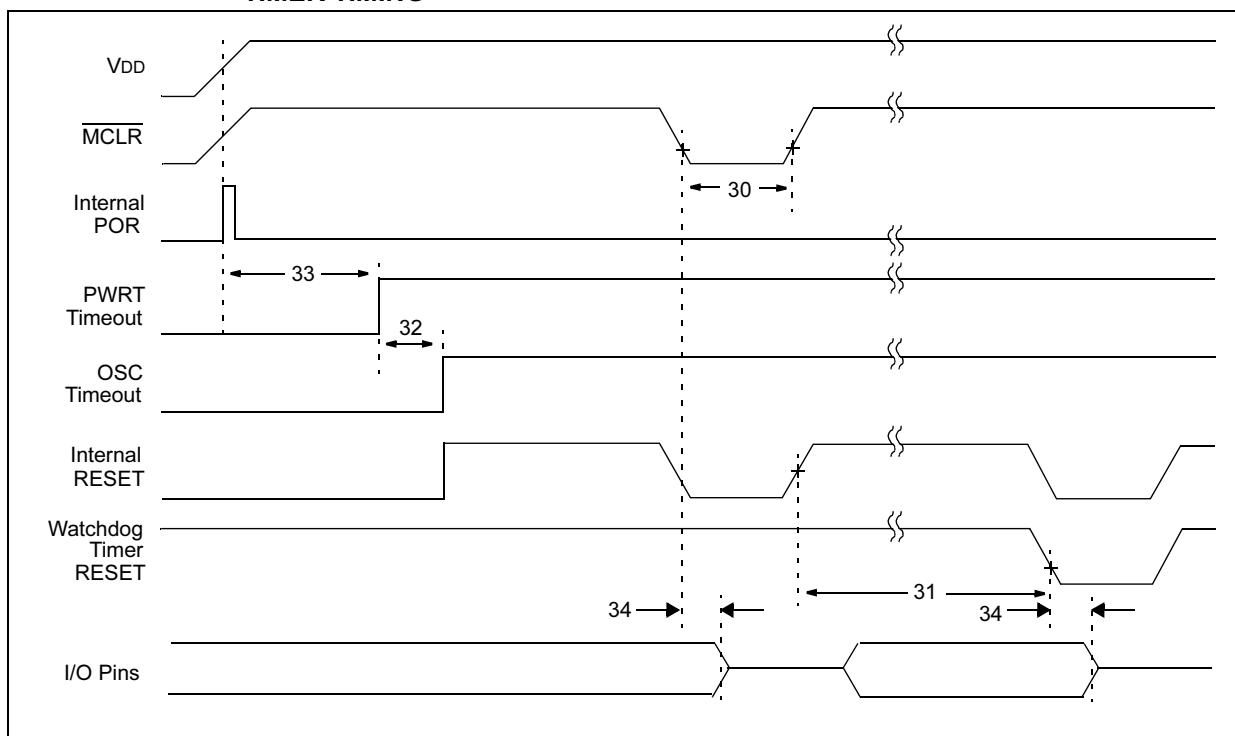 TIMER TIMING
VDD
MCLR
30
Internal
POR
33
PWRT
Timeout
32
OSC
Timeout
Internal
RESET
Watchdog
Timer
RESET
31
34
34
I/O Pins